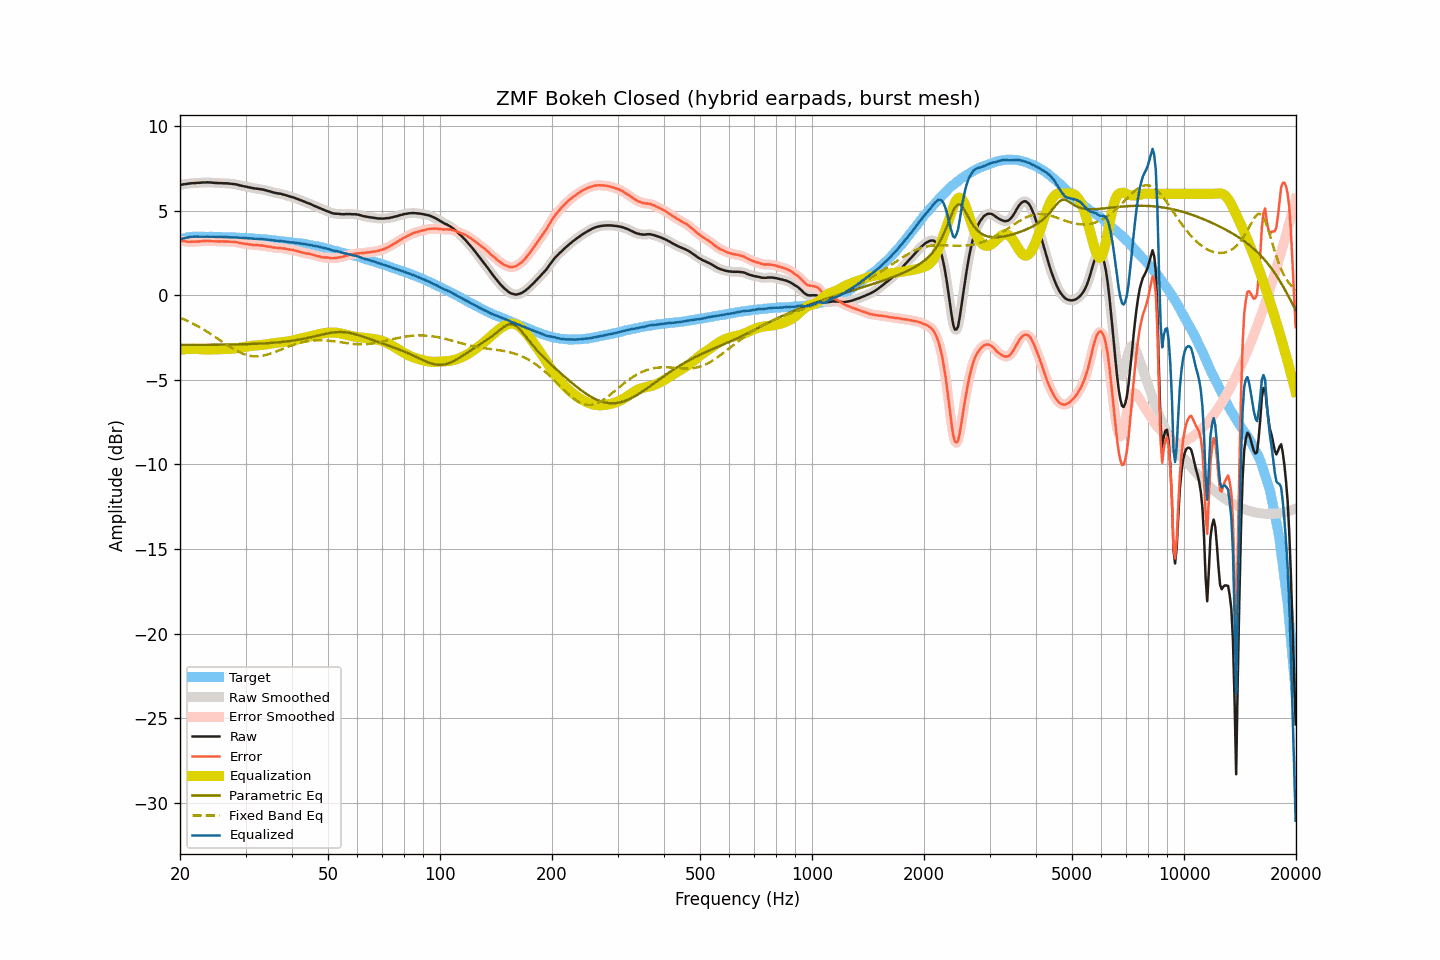 ZMF Bokeh Closed (hybrid earpads, burst mesh)
10
5
0
−5
−10
−15
−20
−25
−30
Amplitude (dBr)
Target
Raw Smoothed
Error Smoothed
Raw
Error
Equalization
Parametric Eq
Fixed Band Eq
Equalized
20 50 100 200 500 1000 2000 5000 10000 20000
Frequency (Hz)